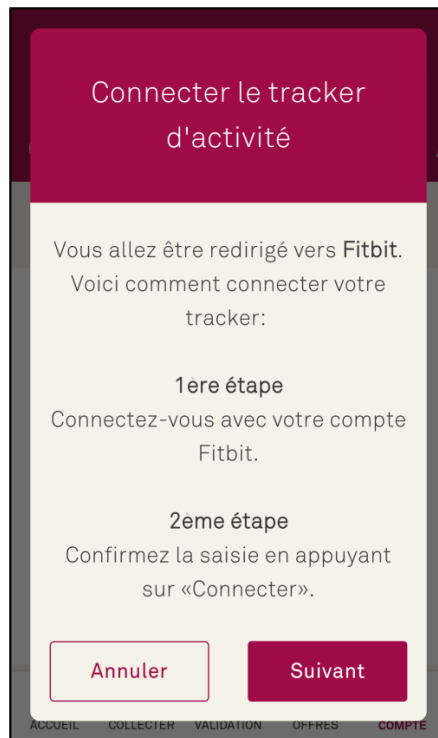 Connecter le tracker
d'activité
Vous allez être redirigé vers Fitbit.
Voici comment connecter votre
tracker:
1ère étape
Connectez-vous avec votre compte
Fitbit.
2ème étape
Confirmez la saisie en appuyant
sur «Connecter».
Annuler Suivant
ACCUEIL COLLECTER VALIDATION OFFRES COMPTE